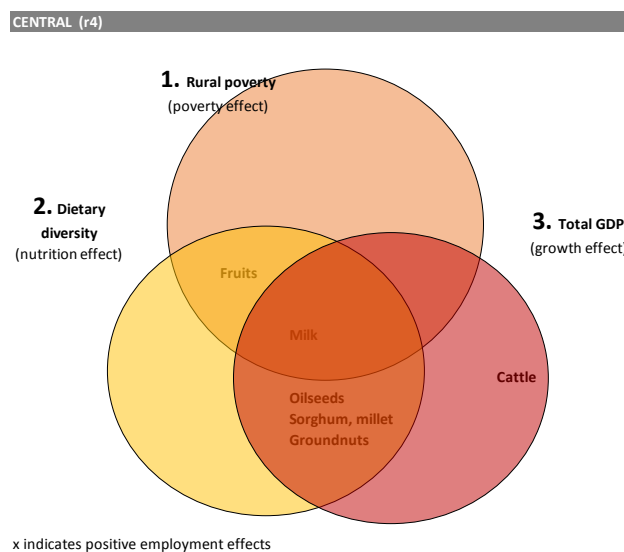 CENTRAL (r4)
1. Rural poverty
(poverty effect)
2. Dietary
diversity
(nutrition effect)
3. Total GDP
(growth effect)
Fruits
Milk
Cattle
Oilseeds
Sorghum, millet
Groundnuts
x indicates positive employment effects